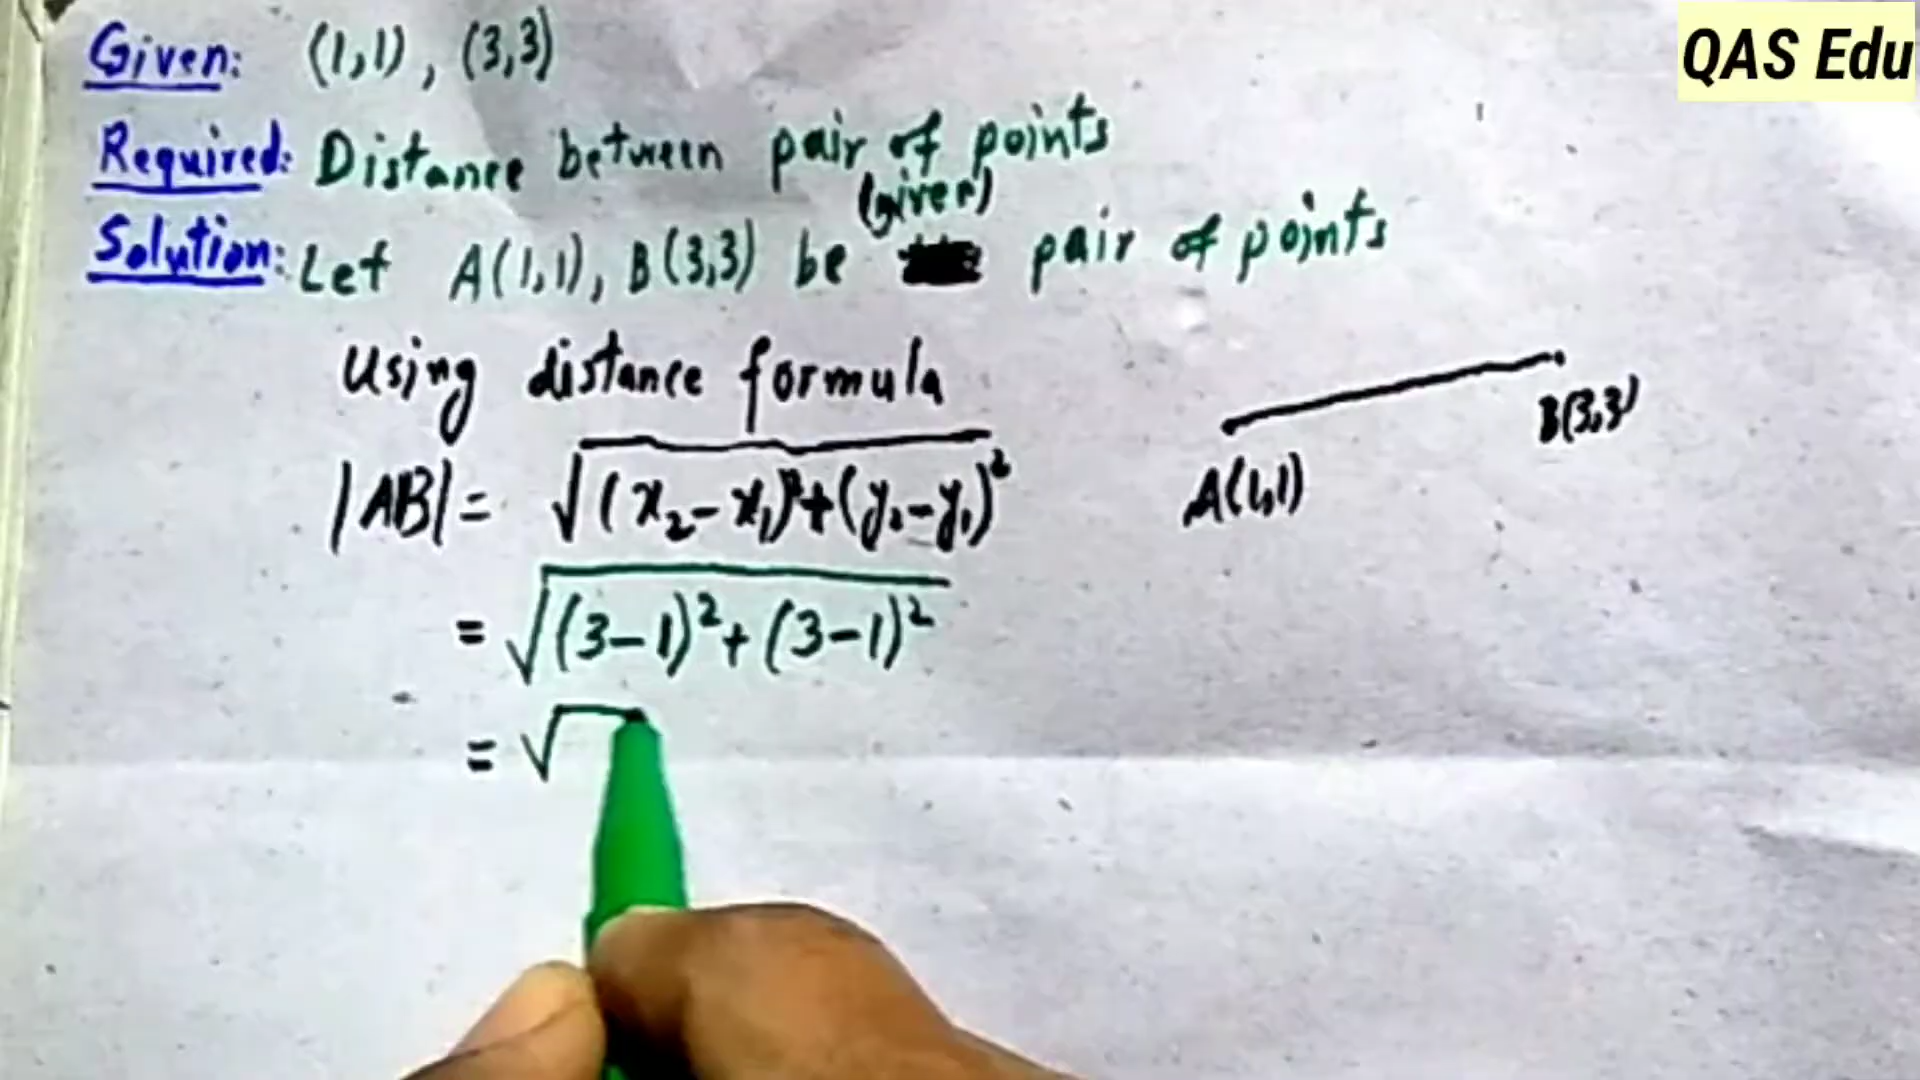 QAS Edu
Given: (1,1), (3,3)
Required: Distance between pair of points
(given)
Solution: Let A(1,1), B(3,3) be pair of points
Using distance formula
|AB| = √(x₂-x₁)²+(y₂-y₁)²
= √(3-1)²+(3-1)²
= √
B(3,3)
A(1,1)